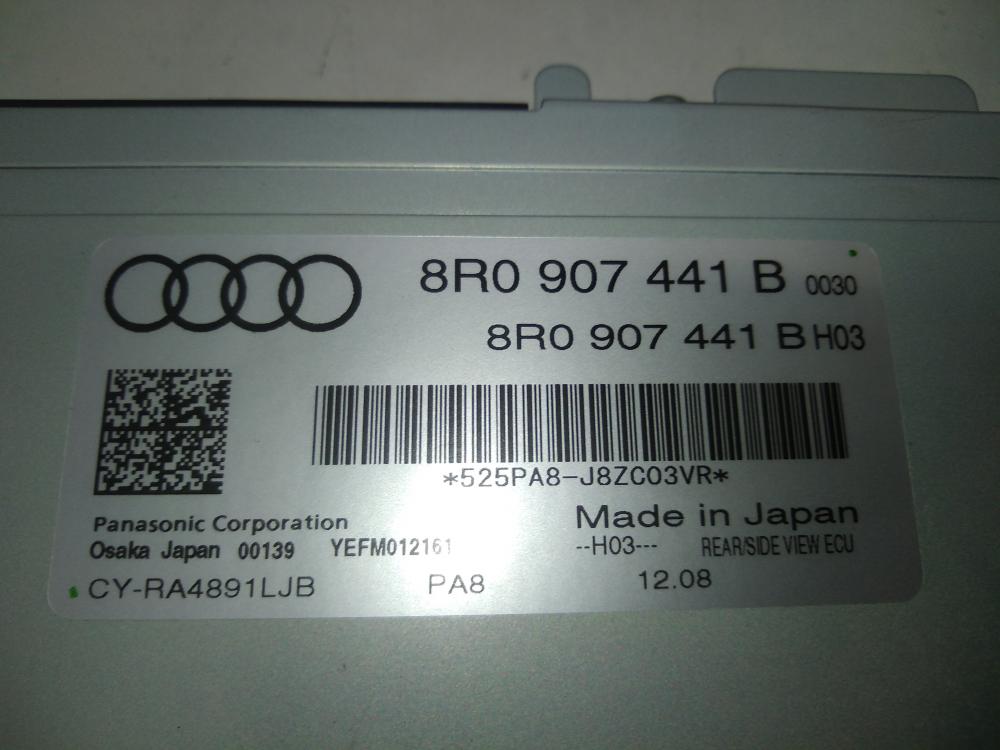 8R0 907 441 B 0030
8R0 907 441 B H03
*525PA8-J8ZC03VR*
Panasonic Corporation
Made in Japan
Osaka Japan 00139 YEFM012161
--H03--- REAR/SIDE VIEW ECU
CY-RA4891LJB PA8 12.08